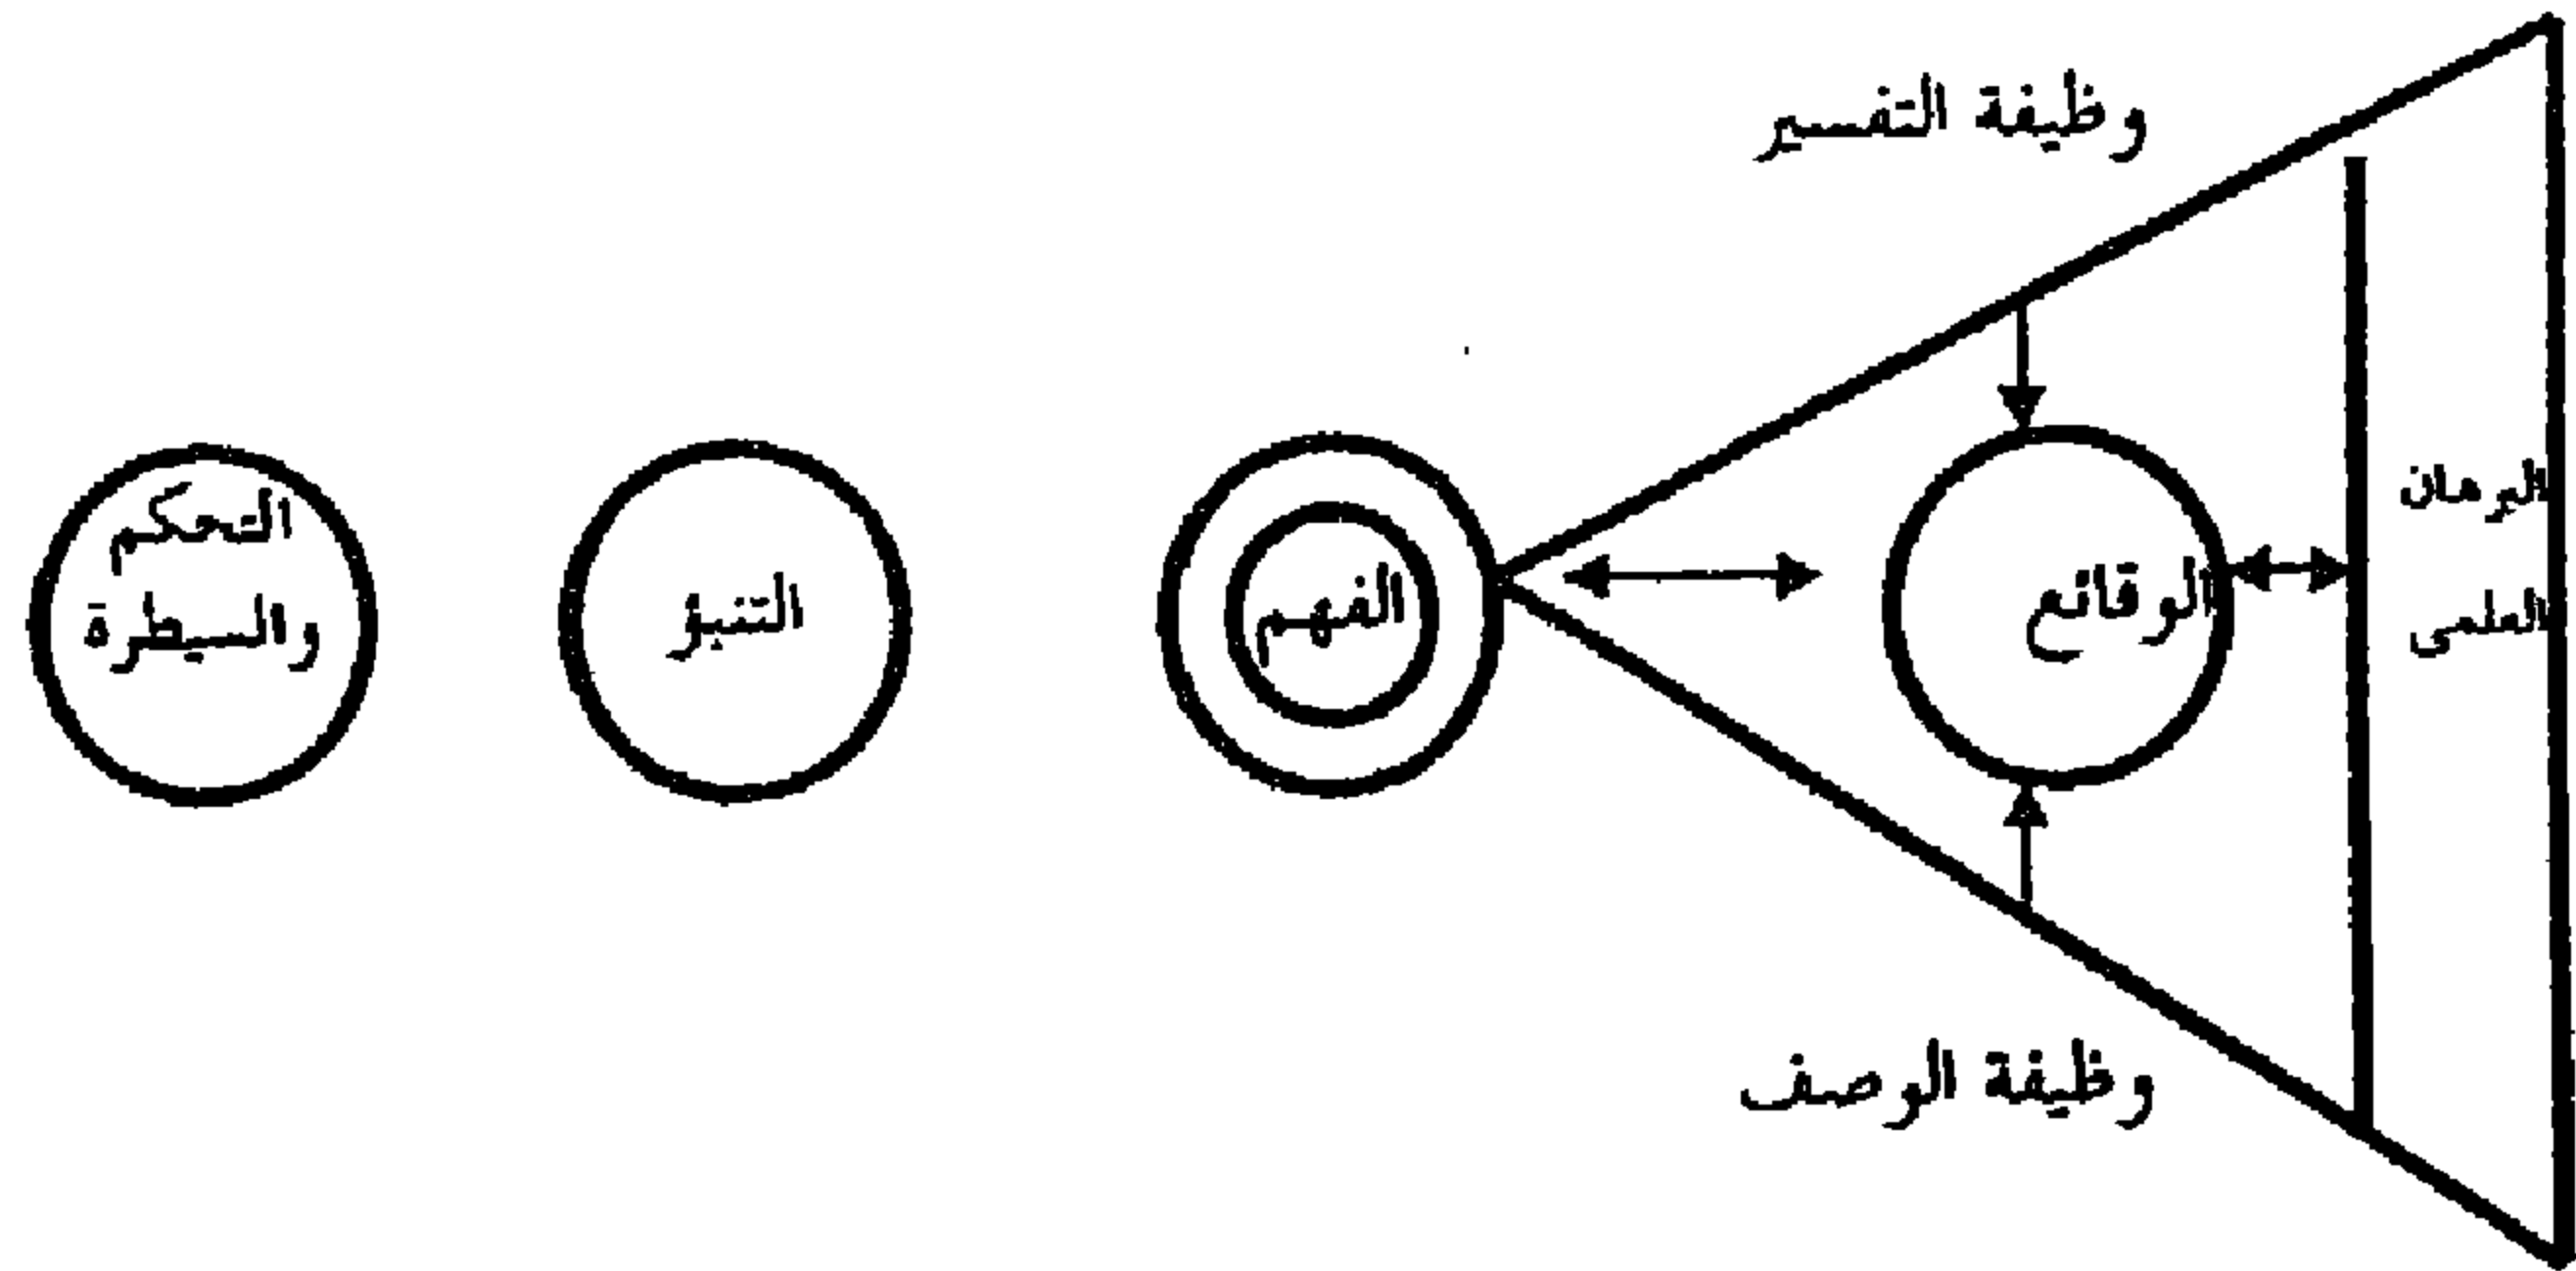 وظيفة التفسير
البرهان
العلمى
الوقائع
الفهم
التنبؤ
التحكم
والسيطرة
وظيفة الوصف